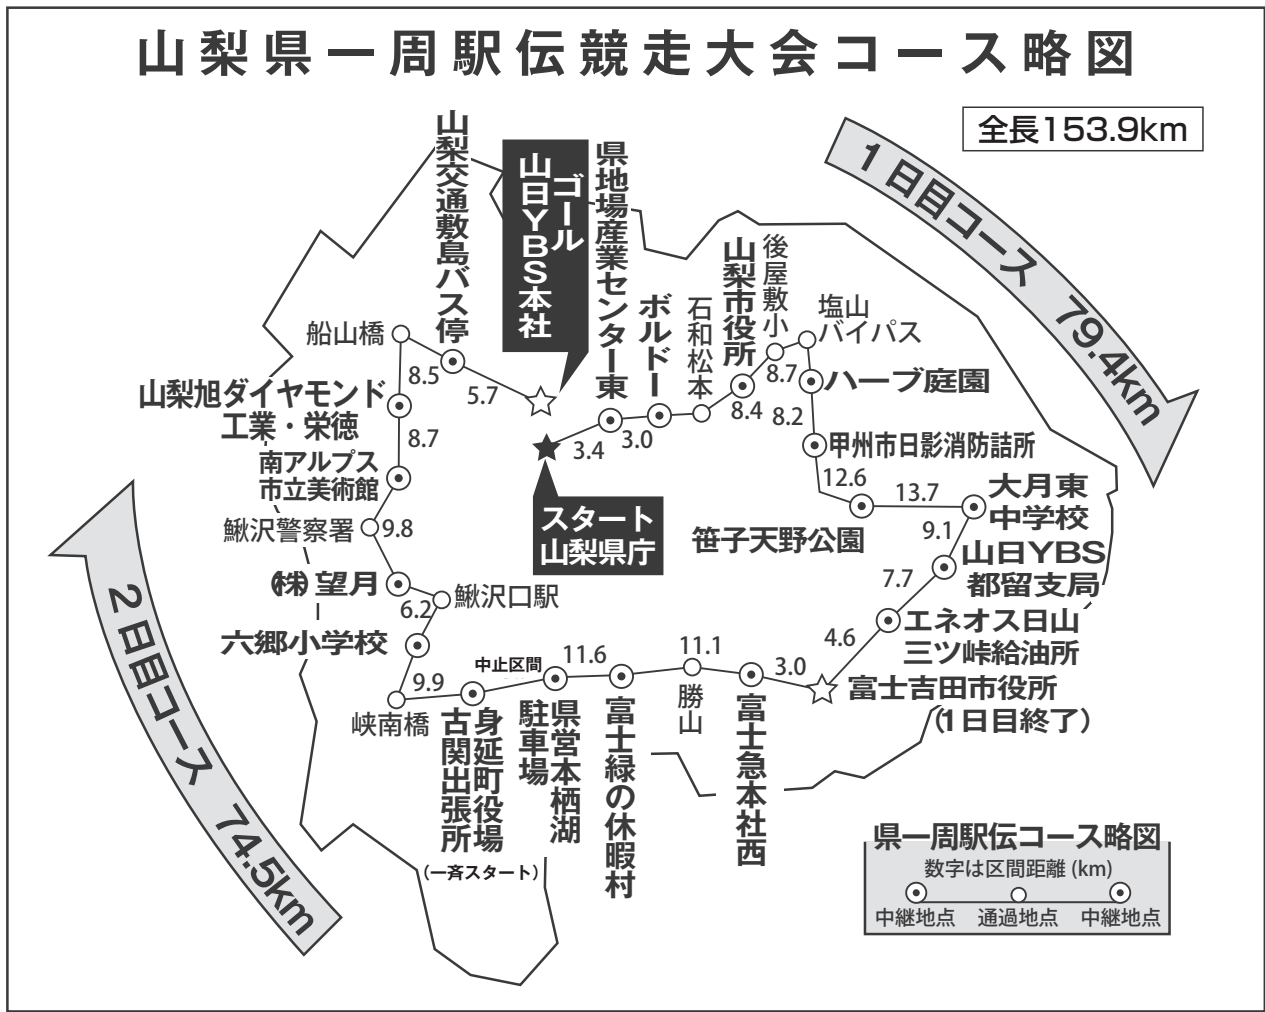 山梨県一周駅伝競走大会コース略図
全長153.9km
1日目コース 79.4km
2日目コース 74.5km
スタート
山梨県庁
3.4
県地場産業センター東
3.0
ボルドー
石和松本
8.4
山梨市役所
後屋敷小
8.7
塩山
バイパス
ハーブ庭園
8.2
甲州市日影消防詰所
12.6
笹子天野公園
13.7
大月東
中学校
9.1
山日YBS
都留支局
7.7
エネオス日山
三ツ峠給油所
4.6
富士吉田市役所
(1日目終了)
3.0
富士急本社西
11.1
勝山
富士緑の休暇村
11.6
県営本栖湖
駐車場
中止区間
身延町役場
古関出張所
(一斉スタート)
9.9
峡南橋
六郷小学校
6.2
鰍沢口駅
㈱望月
9.8
鰍沢警察署
南アルプス
市立美術館
8.7
山梨旭ダイヤモンド
工業・栄徳
8.5
船山橋
山梨交通敷島バス停
5.7
ゴール
山日YBS本社
県一周駅伝コース略図
数字は区間距離(km)
中継地点
通過地点
中継地点